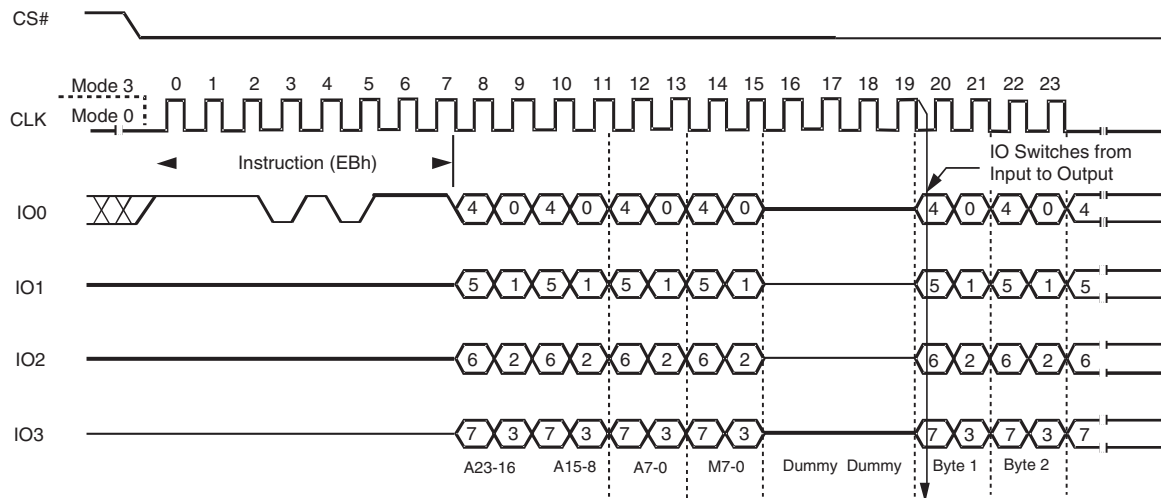 CS#
Mode 3
0 1 2 3 4 5 6 7 8 9 10 11 12 13 14 15 16 17 18 19 20 21 22 23
CLK
Mode 0
Instruction (EBh)
IO Switches from
Input to Output
IO0
4 0 4 0 4 0 4 0 4 0 4 0 4
IO1
5 1 5 1 5 1 5 1 5 1 5 1 5
IO2
6 2 6 2 6 2 6 2 6 2 6 2 6
IO3
7 3 7 3 7 3 7 3 7 3 7 3 7
A23-16 A15-8 A7-0 M7-0 Dummy Dummy Byte 1 Byte 2